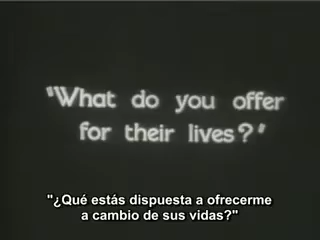 "What do you offer
for their lives?"
"¿Qué estás dispuesta a ofrecerme
a cambio de sus vidas?"